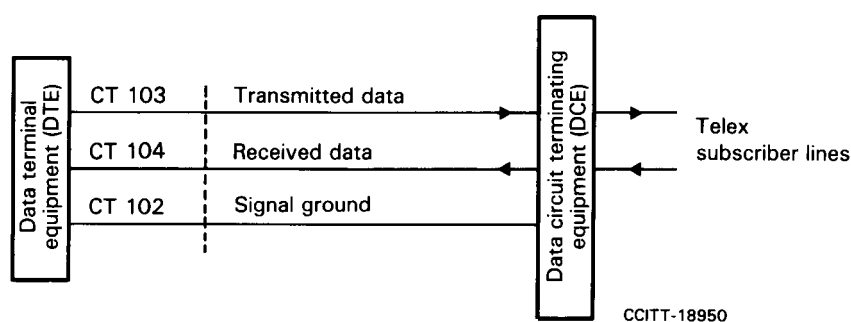 Data terminal
equipment (DTE)
CT 103 Transmitted data
CT 104 Received data
CT 102 Signal ground
Data circuit terminating
equipment (DCE)
Telex
subscriber lines
CCITT-18950